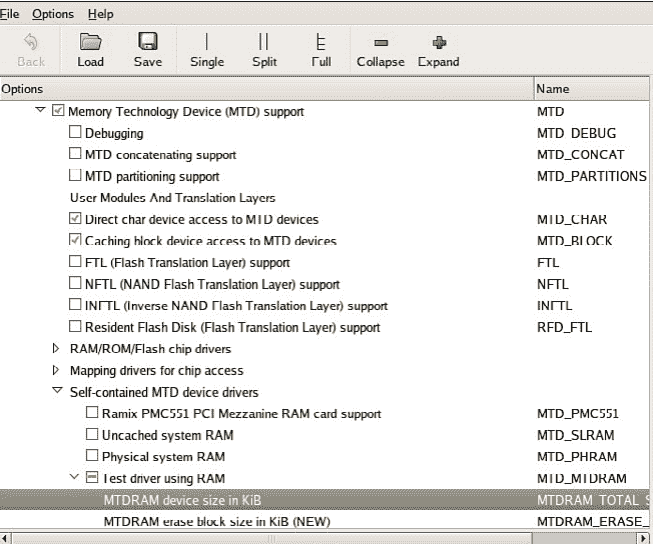 File Options Help
Back Load Save Single Split Full Collapse Expand
Options Name
Memory Technology Device (MTD) support MTD
Debugging MTD_DEBUG
MTD concatenating support MTD_CONCAT
MTD partitioning support MTD_PARTITIONS
User Modules And Translation Layers
Direct char device access to MTD devices MTD_CHAR
Caching block device access to MTD devices MTD_BLOCK
FTL (Flash Translation Layer) support FTL
NFTL (NAND Flash Translation Layer) support NFTL
INFTL (Inverse NAND Flash Translation Layer) support INFTL
Resident Flash Disk (Flash Translation Layer) support RFD_FTL
RAM/ROM/Flash chip drivers
Mapping drivers for chip access
Self-contained MTD device drivers
Ramix PMC551 PCI Mezzanine RAM card support MTD_PMC551
Uncached system RAM MTD_SLRAM
Physical system RAM MTD_PHRAM
Test driver using RAM MTD_MTDRAM
MTDRAM device size in KiB MTDRAM_TOTAL_S
MTDRAM erase block size in KiB (NEW) MTDRAM_ERASE_